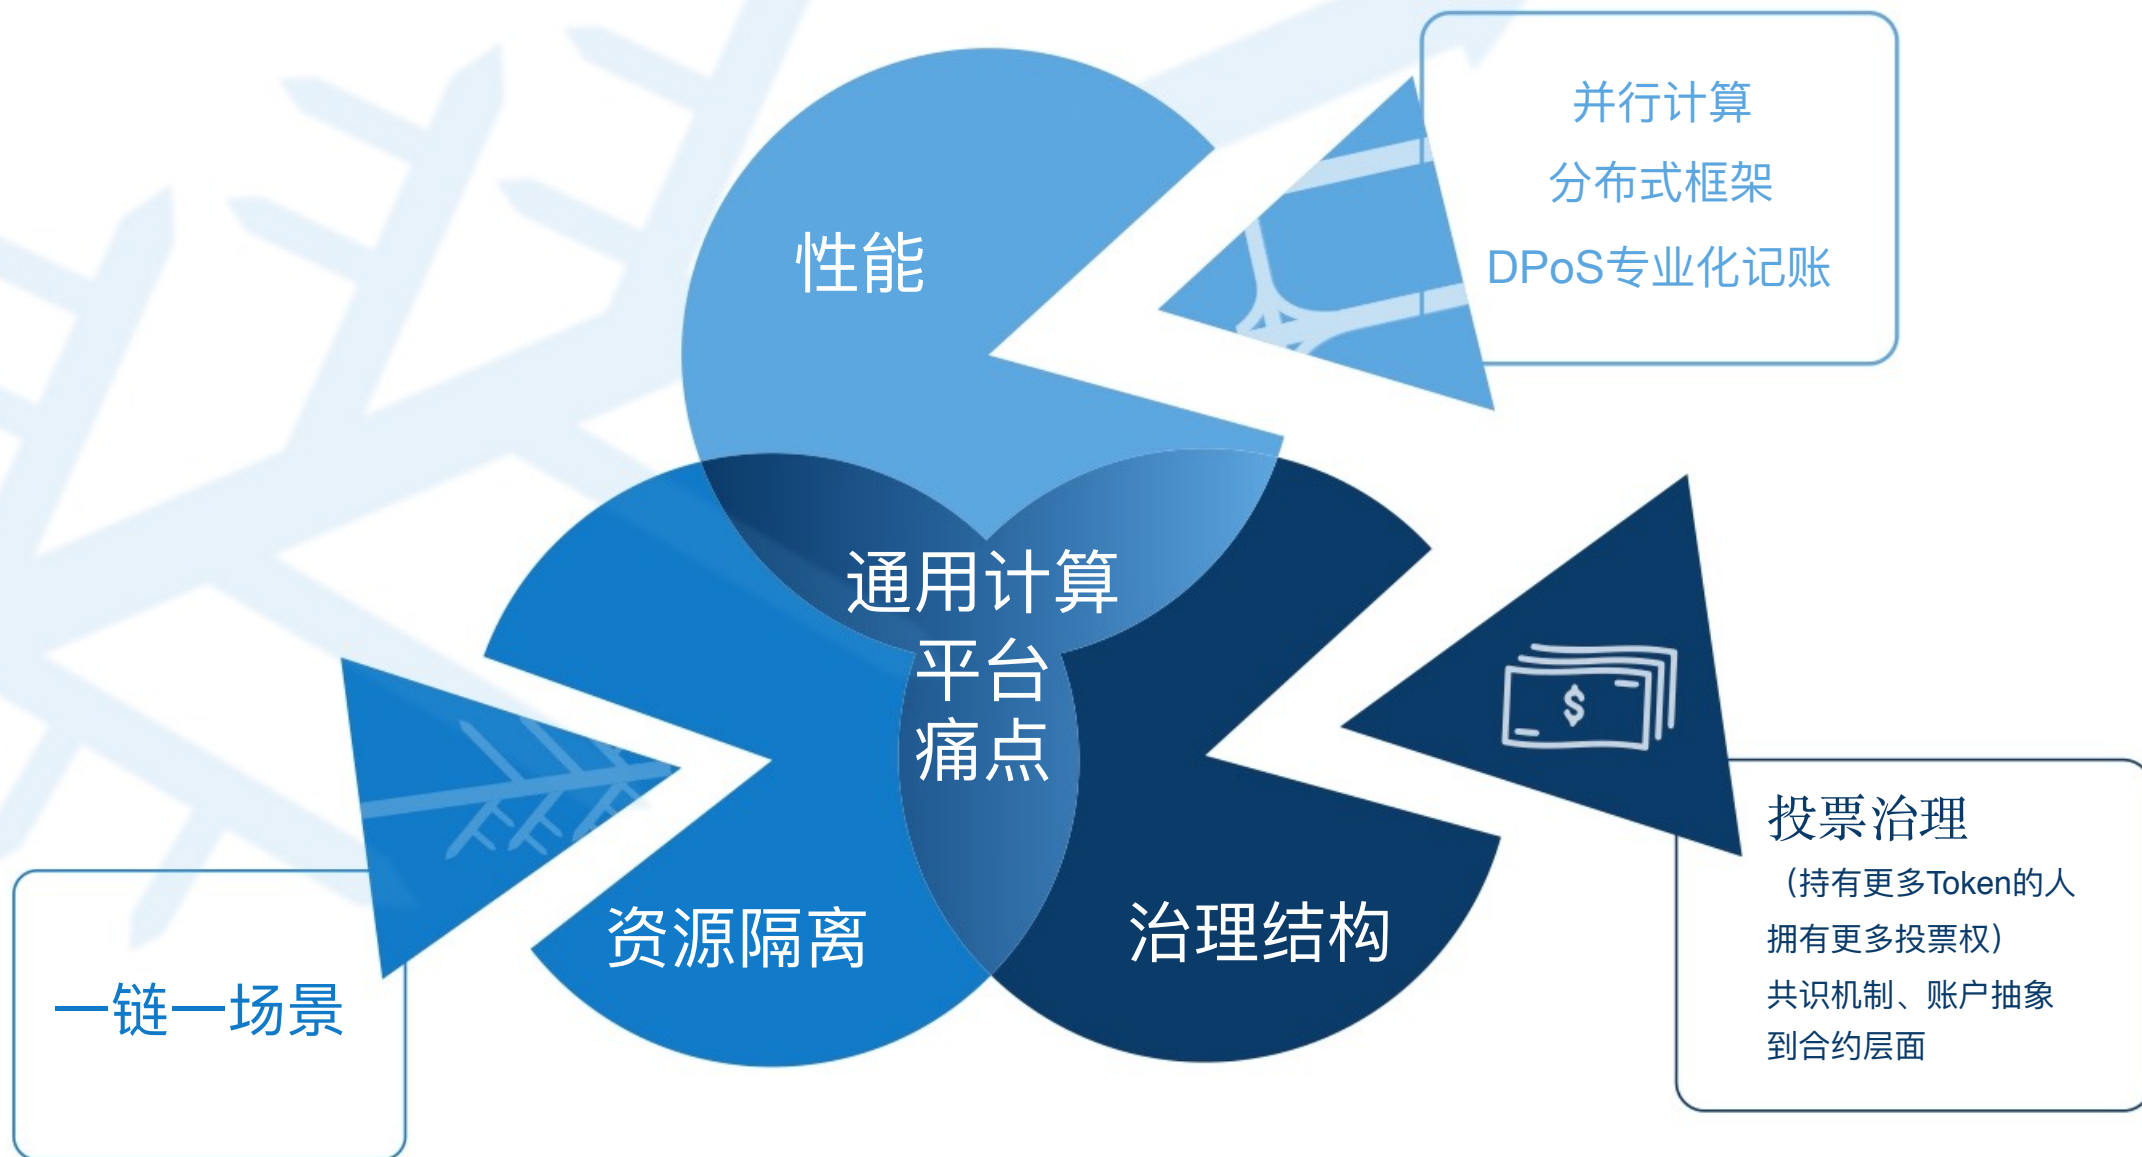 性能
并行计算
分布式框架
DPoS专业化记账
通用计算
平台
痛点
资源隔离
一链一场景
治理结构
投票治理
（持有更多Token的人
拥有更多投票权）
共识机制、账户抽象
到合约层面